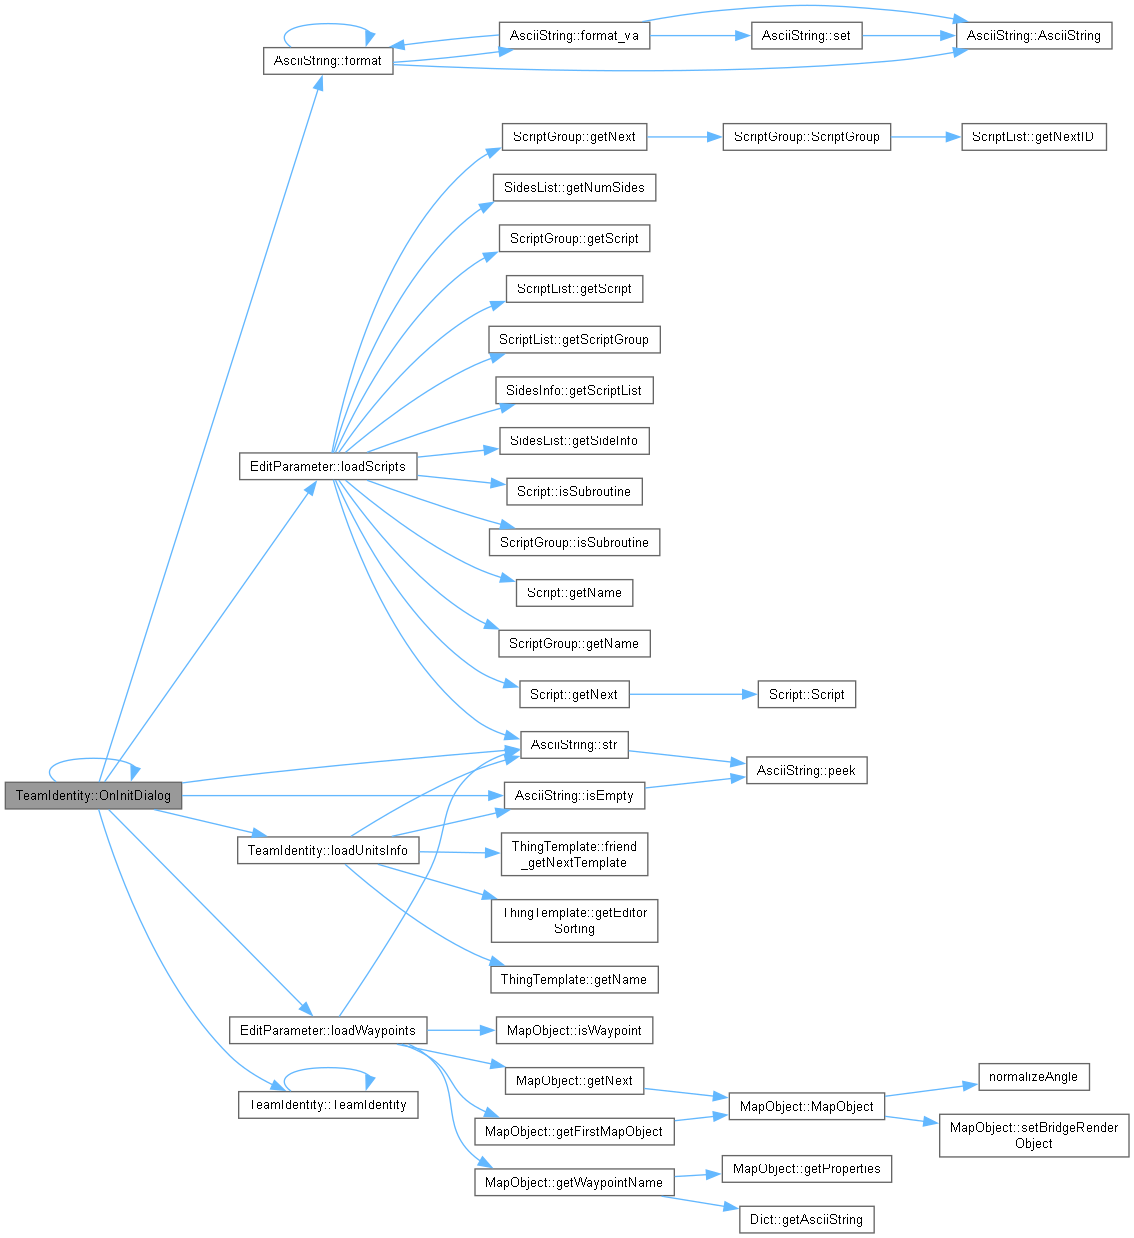 AsciiString::format_va
AsciiString::set
AsciiString::AsciiString
AsciiString::format
ScriptGroup::getNext
ScriptGroup::ScriptGroup
ScriptList::getNextID
SidesList::getNumSides
ScriptGroup::getScript
ScriptList::getScript
ScriptList::getScriptGroup
SidesInfo::getScriptList
SidesList::getSideInfo
EditParameter::loadScripts
Script::isSubroutine
ScriptGroup::isSubroutine
Script::getName
ScriptGroup::getName
Script::getNext
Script::Script
AsciiString::str
AsciiString::peek
TeamIdentity::OnInitDialog
AsciiString::isEmpty
TeamIdentity::loadUnitsInfo
ThingTemplate::friend
_getNextTemplate
ThingTemplate::getEditor
Sorting
ThingTemplate::getName
EditParameter::loadWaypoints
MapObject::isWaypoint
MapObject::getNext
normalizeAngle
TeamIdentity::TeamIdentity
MapObject::MapObject
MapObject::getFirstMapObject
MapObject::setBridgeRender
Object
MapObject::getWaypointName
MapObject::getProperties
Dict::getAsciiString